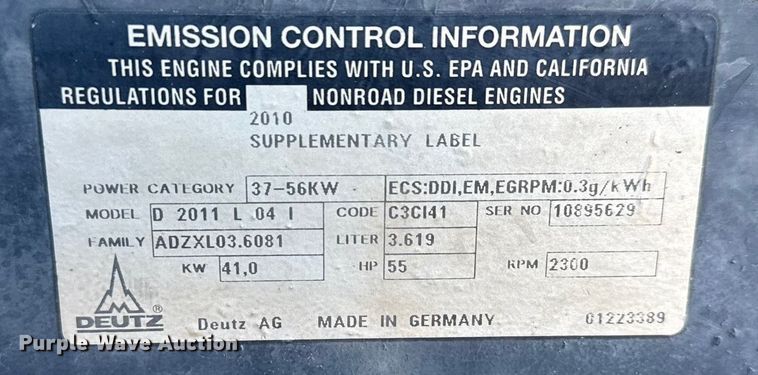 EMISSION CONTROL INFORMATION
THIS ENGINE COMPLIES WITH U.S. EPA AND CALIFORNIA
REGULATIONS FOR NONROAD DIESEL ENGINES
2010
SUPPLEMENTARY LABEL
POWER CATEGORY 37-56KW ECS:DDI,EM,EGRPM:0.3g/kWh
MODEL D 2011 L 04 I CODE C3CI41 SER NO 10895629
FAMILY ADZXL03.6081 LITER 3.619
KW 41,0 HP 55 RPM 2300
DEUTZ Deutz AG MADE IN GERMANY 01223389
Purple Wave Auction